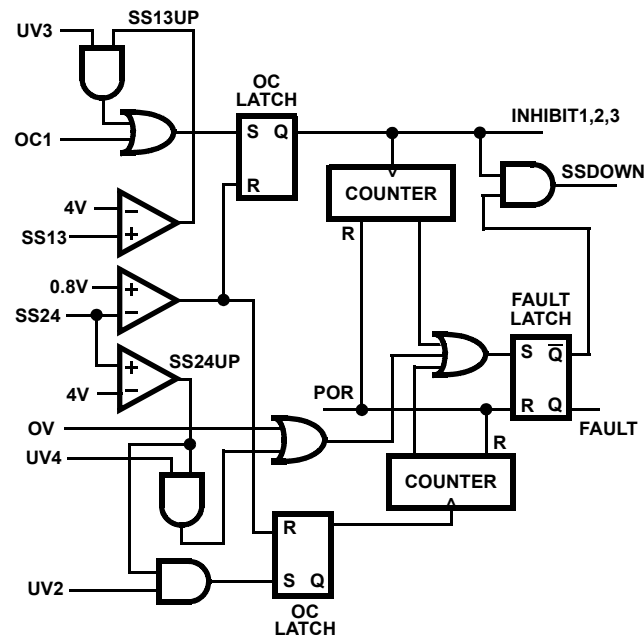 SS13UP
UV3
OC
LATCH
INHIBIT1,2,3
S Q
OC1
R
SSDOWN
COUNTER
4V
−
SS13
+
R
0.8V
+
SS24
−
FAULT
LATCH
SS24UP
+
S Q
4V
−
POR
R Q
FAULT
OV
R
UV4
COUNTER
R
S Q
UV2
OC
LATCH